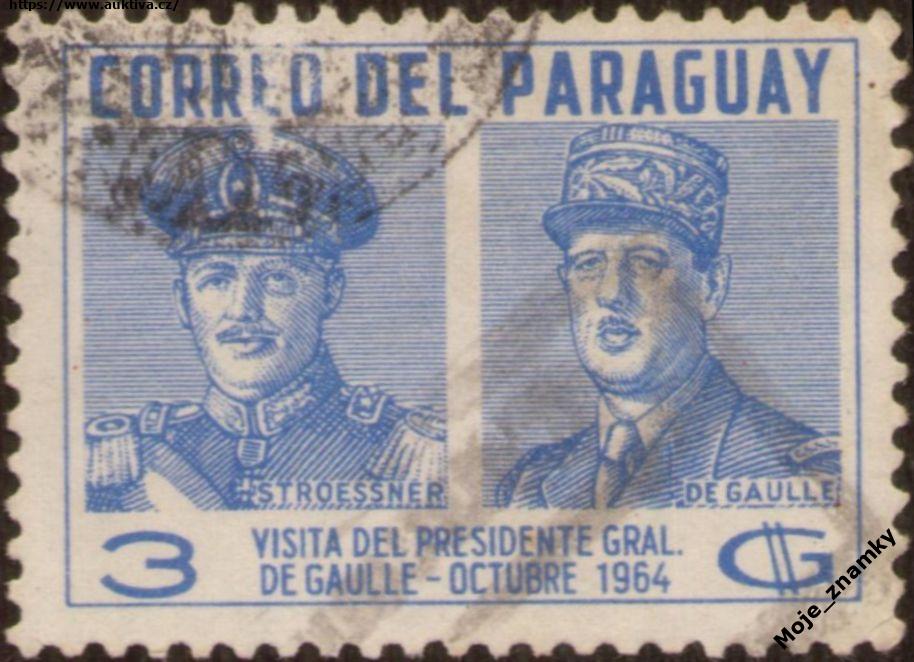 https://www.auktiva.cz/
CORREO DEL PARAGUAY
STROESSNER
DE GAULLE
3
VISITA DEL PRESIDENTE GRAL.
DE GAULLE - OCTUBRE 1964
₲
Moje_znamky